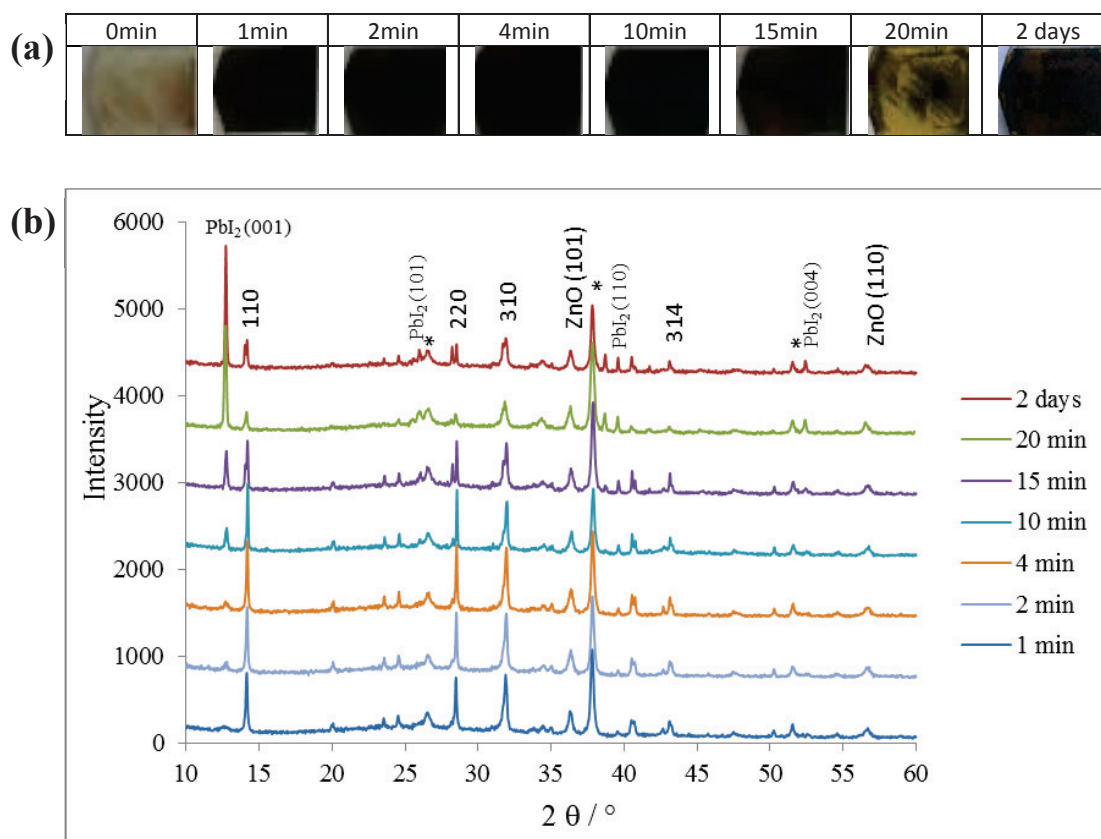 (a)
0min 1min 2min 4min 10min 15min 20min 2 days
(b)
6000
5000
4000
3000
2000
1000
0
Intensity
PbI2 (001)
110
PbI2 (101)
*
220
310
ZnO (101)
*
PbI2 (110)
314
*
PbI2 (004)
ZnO (110)
2 days
20 min
15 min
10 min
4 min
2 min
1 min
10 15 20 25 30 35 40 45 50 55 60
2 θ / °